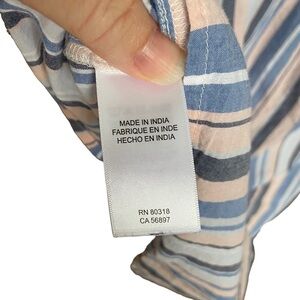 MADE IN INDIA
FABRIQUE EN INDE
HECHO EN INDIA
RN 80318
CA 56897